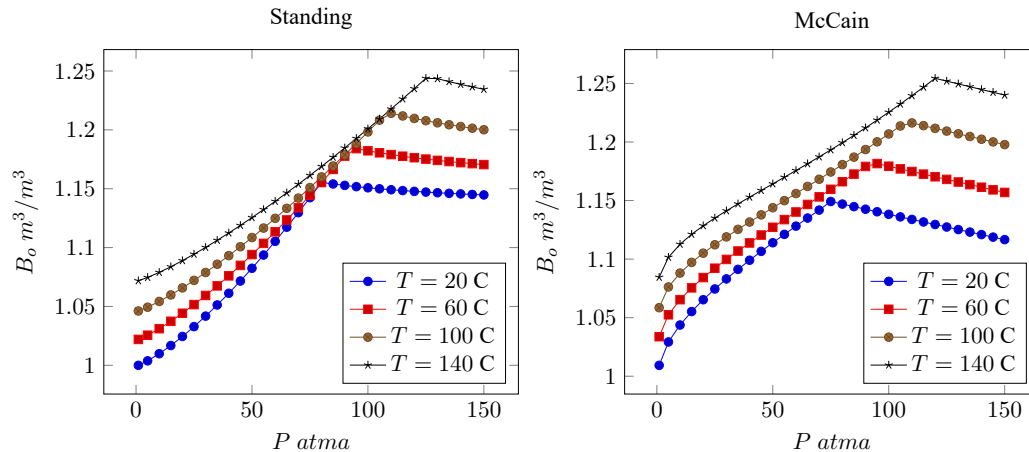 Standing
1.25
1.2
1.15
1.1
1.05
1
B_o m^3/m^3
0 50 100 150
P atma
T = 20 C
T = 60 C
T = 100 C
T = 140 C
McCain
1.25
1.2
1.15
1.1
1.05
1
B_o m^3/m^3
0 50 100 150
P atma
T = 20 C
T = 60 C
T = 100 C
T = 140 C